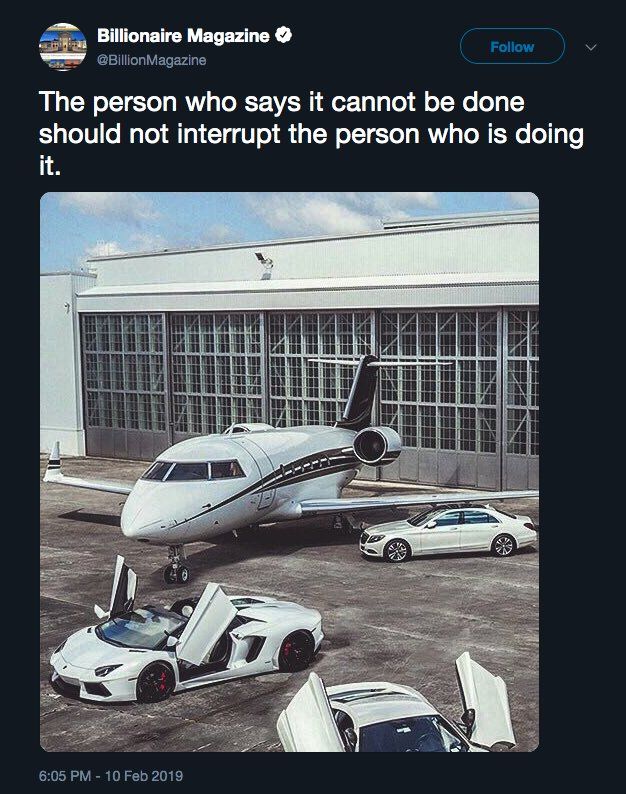 Billionaire Magazine
@BillionMagazine
Follow
The person who says it cannot be done
should not interrupt the person who is doing
it.
6:05 PM - 10 Feb 2019